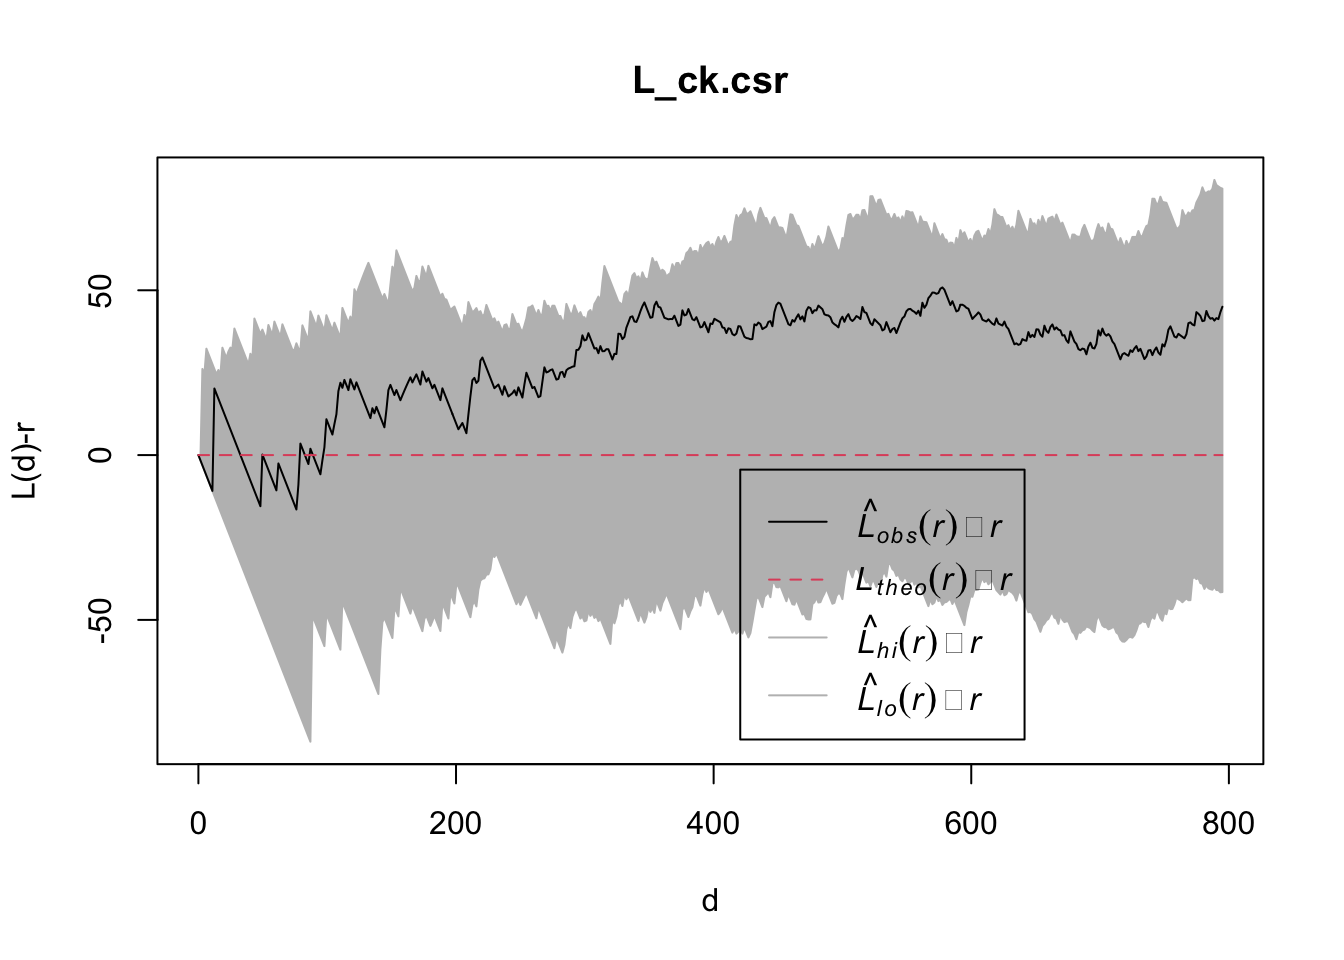 L_ck.csr
L(d)-r
50
0
-50
L̂obs(r) □ r
Ltheo(r) □ r
L̂hi(r) □ r
L̂lo(r) □ r
0 200 400 600 800
d